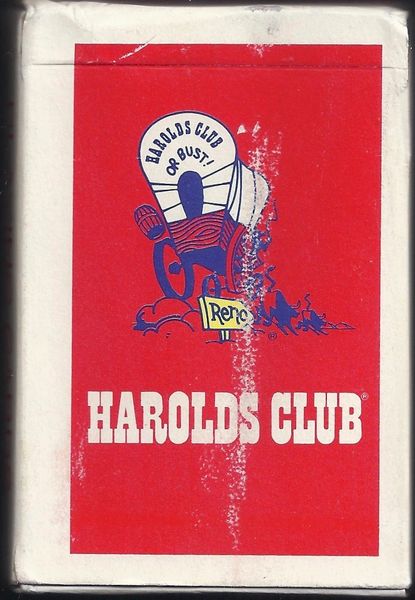 HAROLDS CLUB
OR BUST!
Reno
®
HAROLDS CLUB®